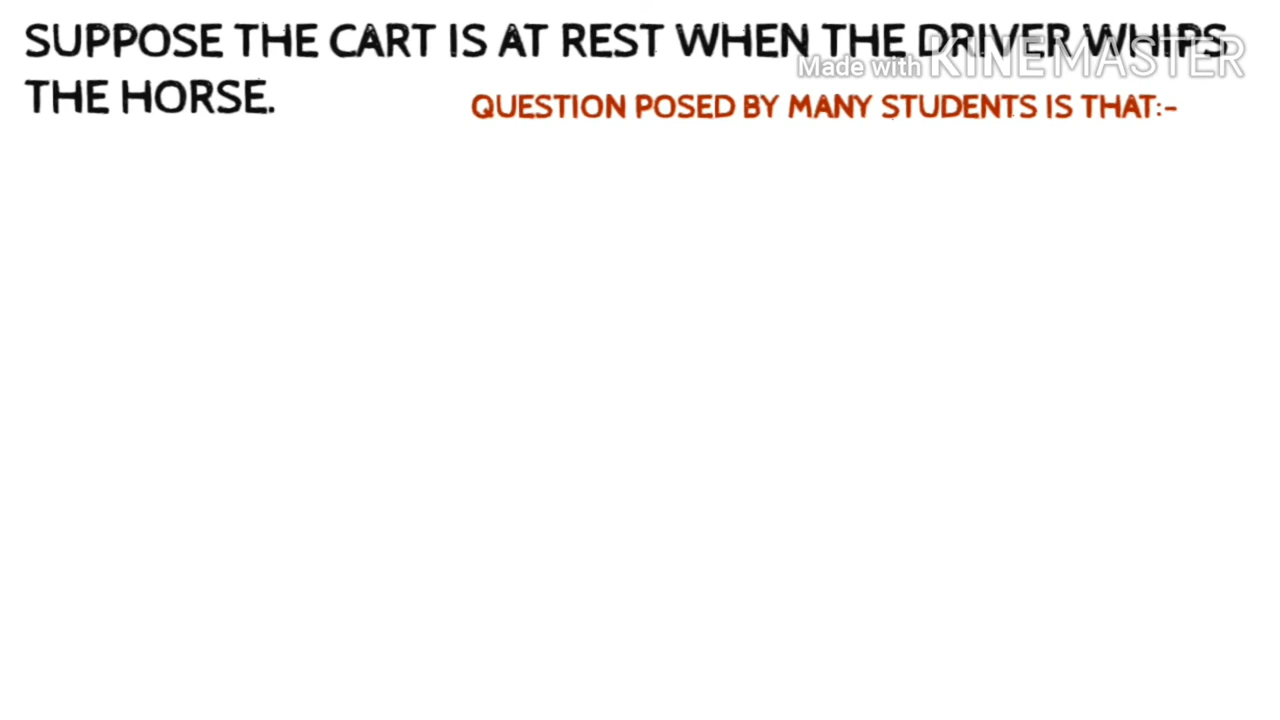 SUPPOSE THE CART IS AT REST WHEN THE DRIVER WHIPS
Made with KINEMASTER
THE HORSE.
QUESTION POSED BY MANY STUDENTS IS THAT:-